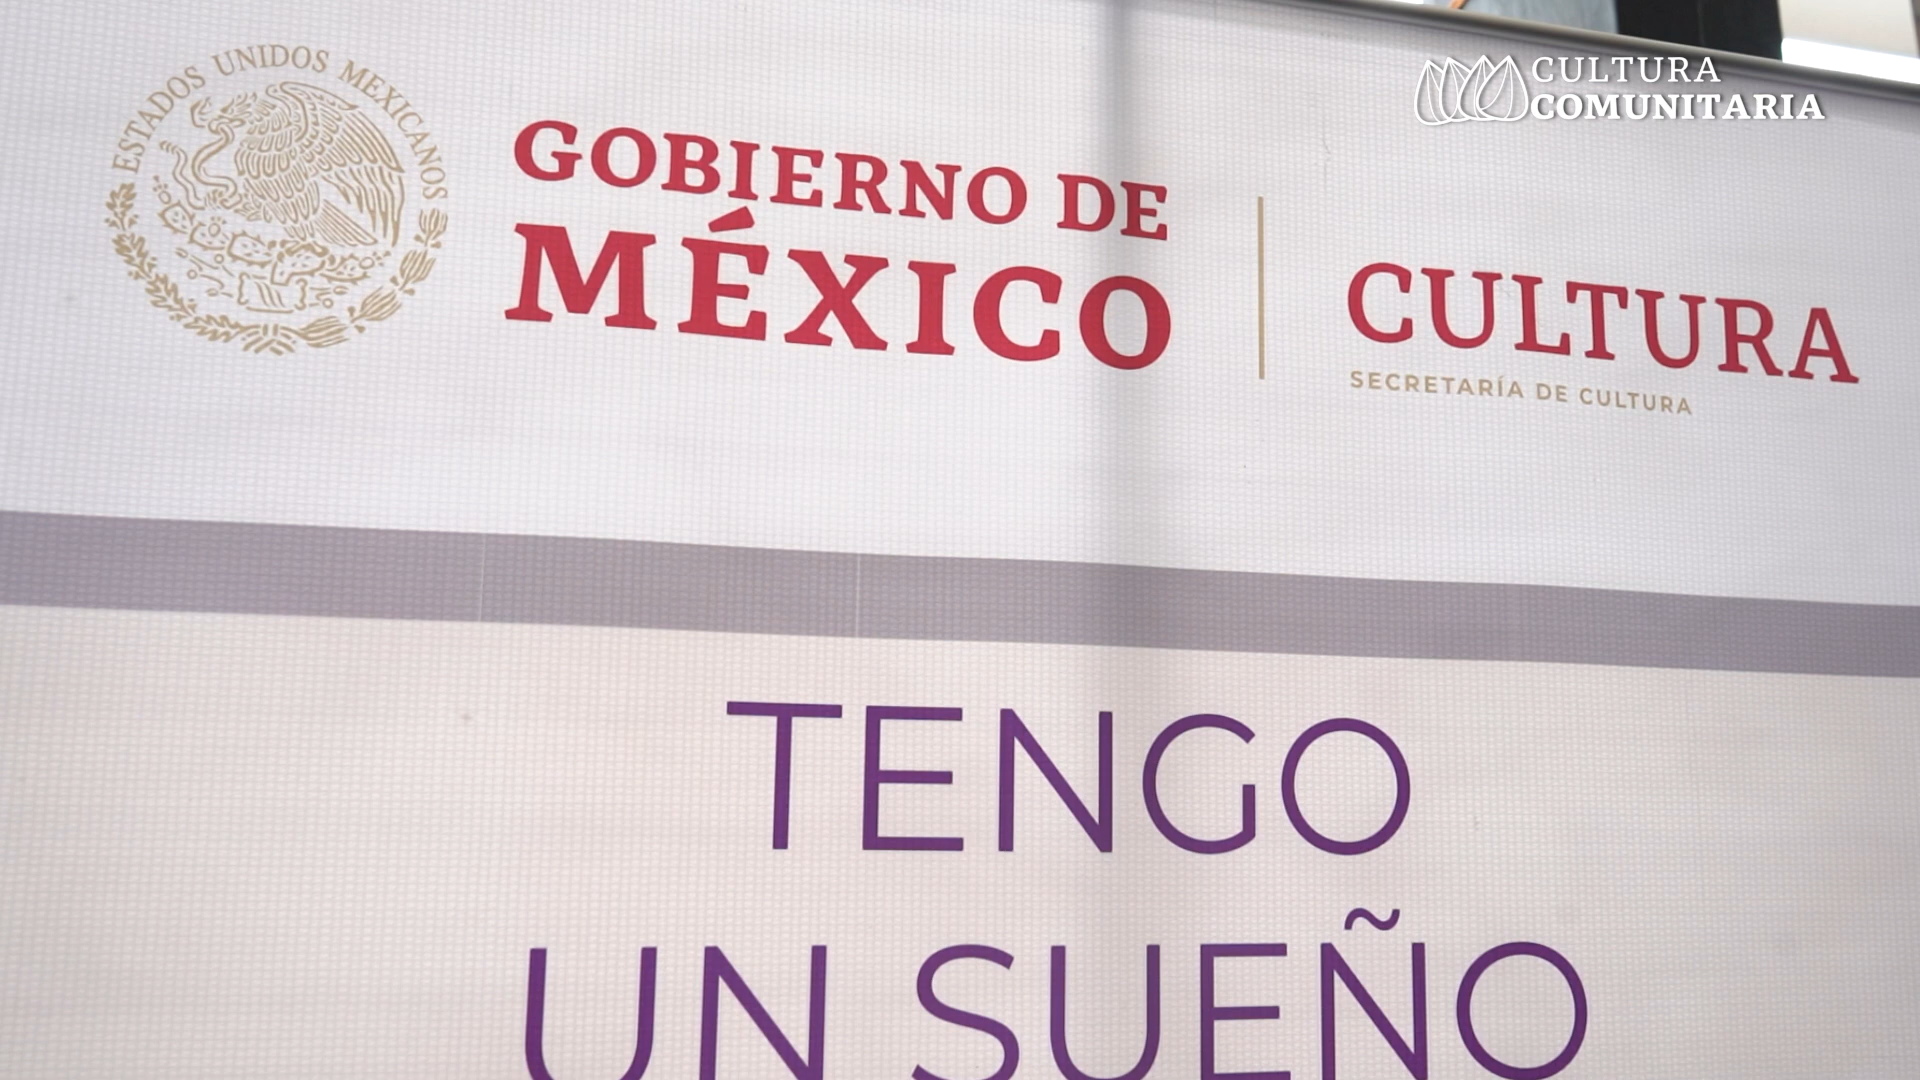 CULTURA
COMUNITARIA
ESTADOS UNIDOS MEXICANOS
GOBIERNO DE
MÉXICO
CULTURA
SECRETARÍA DE CULTURA
TENGO
UN SUEÑO